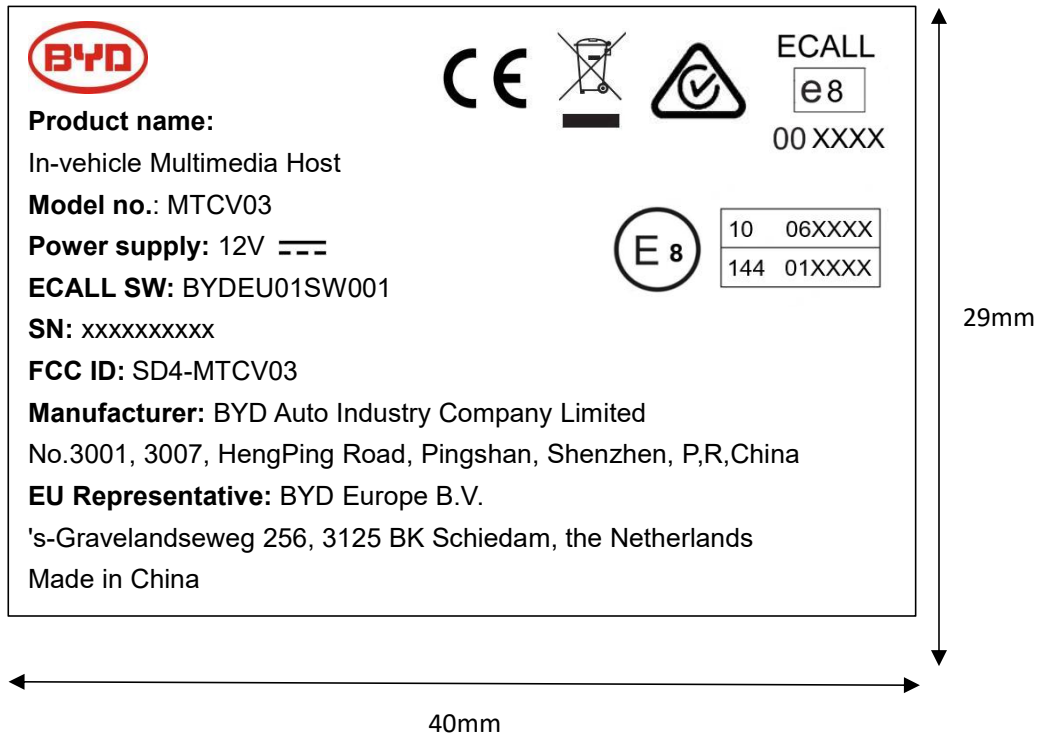 BYD
CE
ECALL
e8
00 XXXX
Product name:
In-vehicle Multimedia Host
Model no.: MTCV03
Power supply: 12V
ECALL SW: BYDEU01SW001
SN: xxxxxxxxxx
FCC ID: SD4-MTCV03
Manufacturer: BYD Auto Industry Company Limited
No.3001, 3007, HengPing Road, Pingshan, Shenzhen, P,R,China
EU Representative: BYD Europe B.V.
's-Gravelandseweg 256, 3125 BK Schiedam, the Netherlands
Made in China
E 8
10 06XXXX
144 01XXXX
29mm
40mm